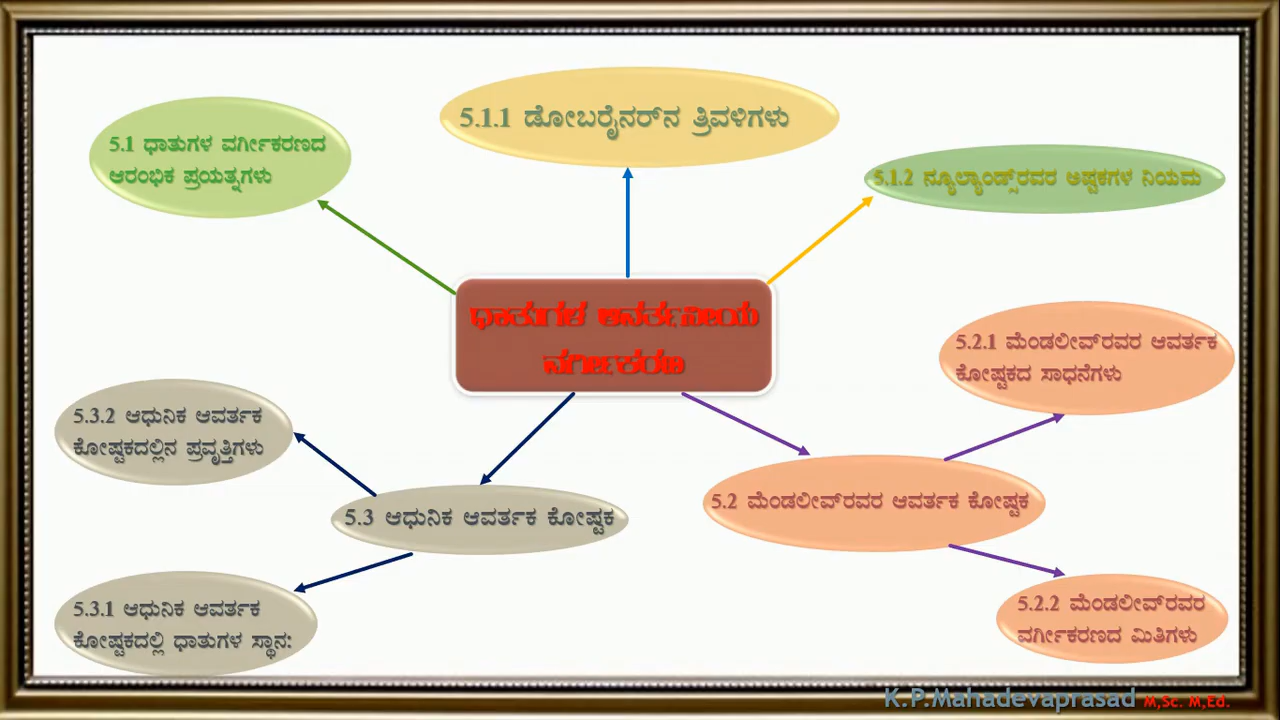 5.1.1 ಡೋಬರೈನರ್‌ನ ತ್ರಿವಳಿಗಳು
5.1 ಧಾತುಗಳ ವರ್ಗೀಕರಣದ
ಆರಂಭಿಕ ಪ್ರಯತ್ನಗಳು
5.1.2 ನ್ಯೂಲ್ಯಾಂಡ್ಸ್‌ರವರ ಅಷ್ಟಕಗಳ ನಿಯಮ
ಧಾತುಗಳ ಆವರ್ತನೀಯ
ವರ್ಗೀಕರಣ
5.2.1 ಮೆಂಡಲೀವ್‌ರವರ ಆವರ್ತಕ
ಕೋಷ್ಟಕದ ಸಾಧನೆಗಳು
5.3.2 ಆಧುನಿಕ ಆವರ್ತಕ
ಕೋಷ್ಟಕದಲ್ಲಿನ ಪ್ರವೃತ್ತಿಗಳು
5.3 ಆಧುನಿಕ ಆವರ್ತಕ ಕೋಷ್ಟಕ
5.2 ಮೆಂಡಲೀವ್‌ರವರ ಆವರ್ತಕ ಕೋಷ್ಟಕ
5.3.1 ಆಧುನಿಕ ಆವರ್ತಕ
ಕೋಷ್ಟಕದಲ್ಲಿ ಧಾತುಗಳ ಸ್ಥಾನ:
5.2.2 ಮೆಂಡಲೀವ್‌ರವರ
ವರ್ಗೀಕರಣದ ಮಿತಿಗಳು
K.P.Mahadevaprasad M,Sc. M,Ed.